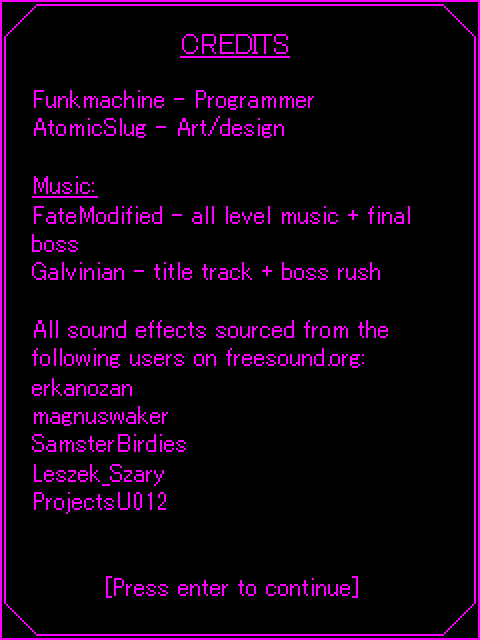 CREDITS
Funkmachine - Programmer
AtomicSlug - Art/design
Music:
FateModified - all level music + final
boss
Galvinian - title track + boss rush
All sound effects sourced from the
following users on freesound.org:
erkanozan
magnuswaker
SamsterBirdies
Leszek_Szary
ProjectsU012
[Press enter to continue]